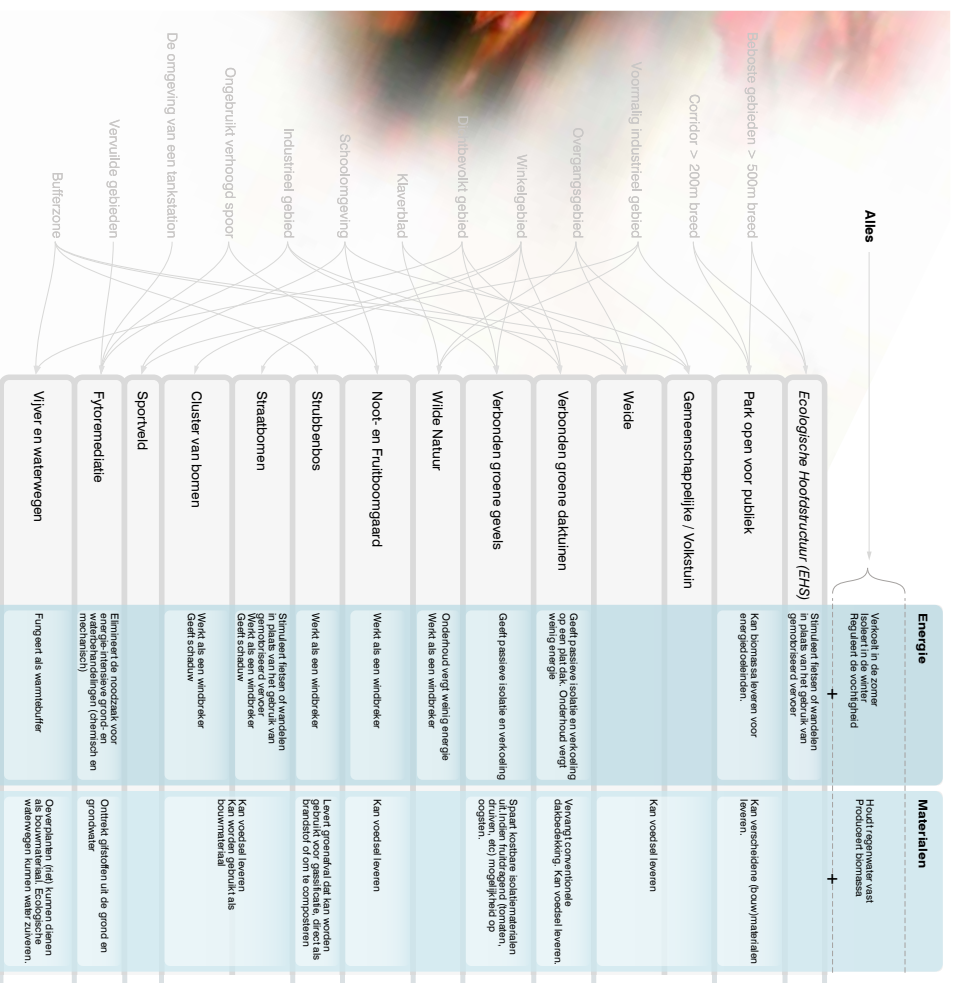 Energie
Materialen
Alles
Verkoelt in de zomer
Isoleert in de winter
Reguleert de vochtigheid
Houdt regenwater vast
Produceert biomassa
+
+
Beboste gebieden > 500m breed
Corridor > 200m breed
Voormalig industrieel gebied
Overgangsgebied
Winkelgebied
Dichtbevolkt gebied
Klaverblad
Schoolomgeving
Industrieel gebied
Ongebruikt verhoogd spoor
De omgeving van een tankstation
Vervuilde gebieden
Bufferzone
Ecologische Hoofdstructuur (EHS)
Stimuleert fietsen of wandelen
in plaats van het gebruik van
gemotoriseerd vervoer
Park open voor publiek
Kan biomassa leveren voor
energiedoeleinden.
Kan verscheidene (bouw)materialen
leveren.
Gemeenschappelijke / Volkstuin
Weide
Kan voedsel leveren
Verbonden groene daktuinen
Geeft passieve isolatie en verkoeling
op een plat dak. Onderhoud vergt
weinig energie
Vervangt conventionele
dakbedekking. Kan voedsel leveren.
Verbonden groene gevels
Geeft passieve isolatie en verkoeling
Spaart kostbare isolatiematerialen
uit.Indien fruitdragend (tomaten,
druiven, etc) mogelijkheid op
oogsten.
Wilde Natuur
Onderhoud vergt weinig energie
Werkt als een windbreker
Noot- en Fruitboomgaard
Werkt als een windbreker
Kan voedsel leveren
Strubbenbos
Werkt als een windbreker
Levert groenafval dat kan worden
gebruikt voor gassificatie, direct als
brandstof of om te composteren
Straatbomen
Stimuleert fietsen of wandelen
in plaats van het gebruik van
gemotoriseerd vervoer
Werkt als een windbreker
Geeft schaduw
Kan voedsel leveren
Kan worden gebruikt als
bouwmateriaal
Cluster van bomen
Werkt als een windbreker
Geeft schaduw
Sportveld
Fytoremediatie
Elimineert de noodzaak voor
energie-intensieve grond- en
waterbehandelingen (chemisch en
mechanisch)
Onttrekt gifstoffen uit de grond en
grondwater
Vijver en waterwegen
Fungeert als warmtebuffer
Oeverplanten (riet) kunnen dienen
als bouwmateriaal. Ecologische
waterwegen kunnen water zuiveren.